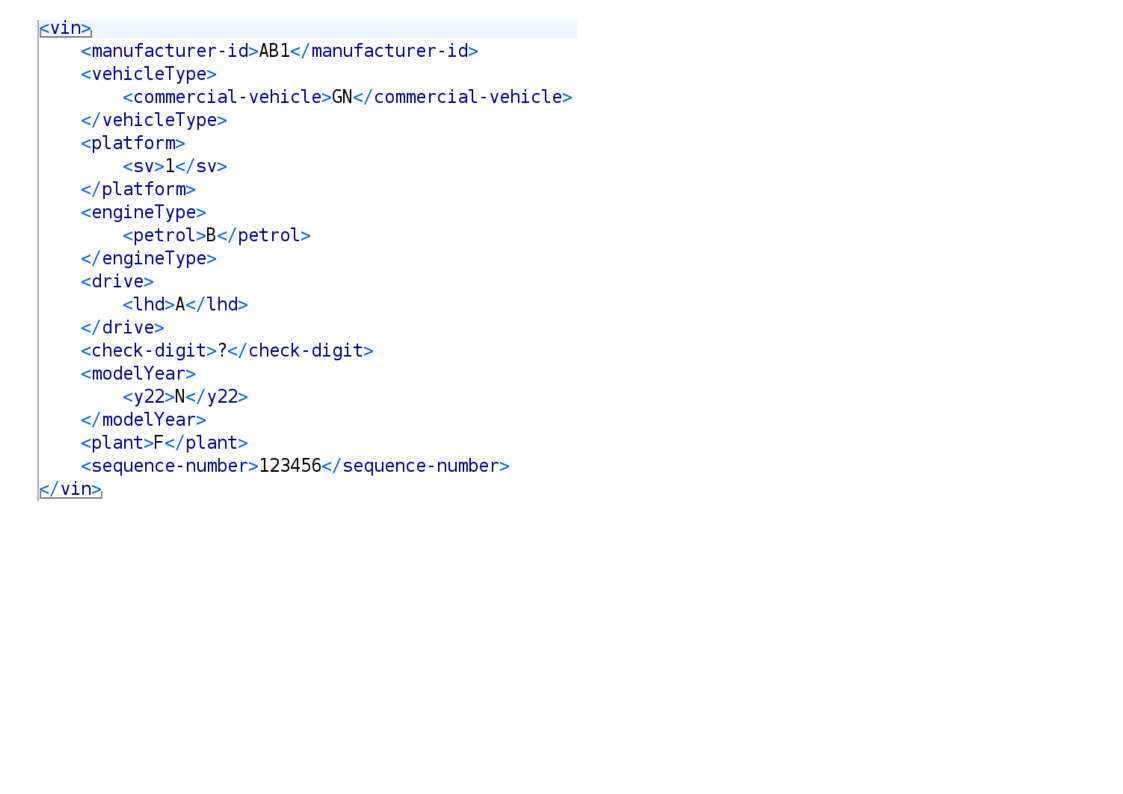 <vin>
    <manufacturer-id>AB1</manufacturer-id>
    <vehicleType>
        <commercial-vehicle>GN</commercial-vehicle>
    </vehicleType>
    <platform>
        <sv>1</sv>
    </platform>
    <engineType>
        <petrol>B</petrol>
    </engineType>
    <drive>
        <lhd>A</lhd>
    </drive>
    <check-digit>?</check-digit>
    <modelYear>
        <y22>N</y22>
    </modelYear>
    <plant>F</plant>
    <sequence-number>123456</sequence-number>
</vin>